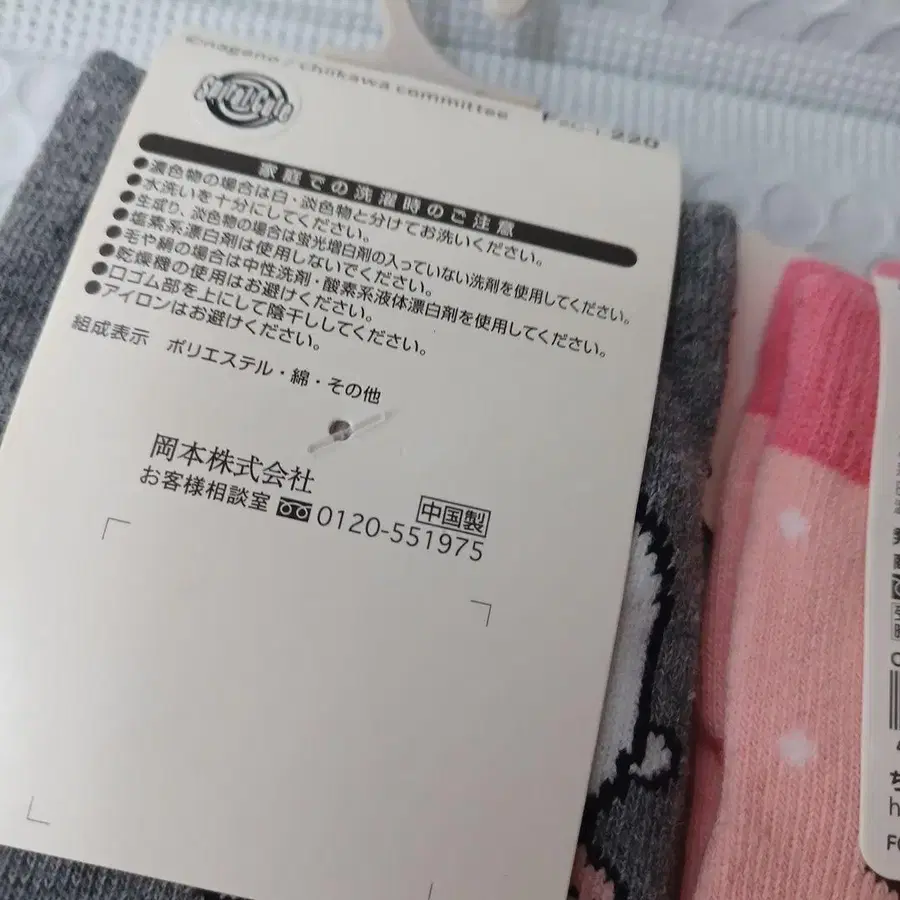 ©nagano / chiikawa committee
家庭での洗濯時のご注意
●濃色物の場合は白・淡色物と分けてお洗いください。
●水洗いを十分にしてください。
●生成り、淡色物の場合は蛍光増白剤の入っていない洗剤を使用してください。
●塩素系漂白剤は使用しないでください。
●毛や綿の場合は中性洗剤・酸素系液体漂白剤を使用してください。
●乾燥機の使用はお避けください。
●口ゴム部を上にして陰干ししてください。
●アイロンはお避けください。
組成表示 ポリエステル・綿・その他
岡本株式会社
中国製
お客様相談室 0120-551975